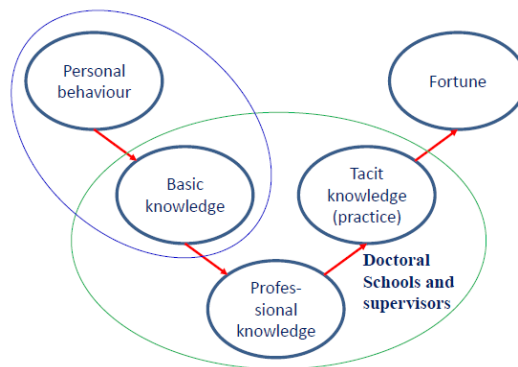 Personal
behaviour
Fortune
Basic
knowledge
Tacit
knowledge
(practice)
Doctoral
Schools and
supervisors
Profes-
sional
knowledge